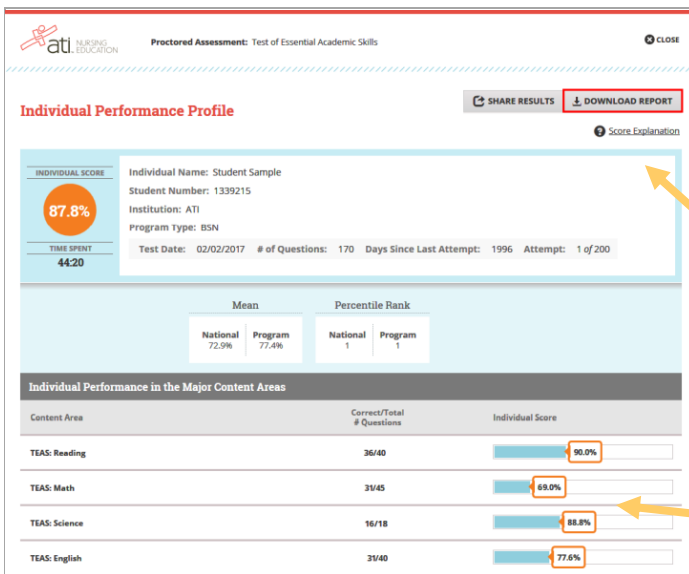 ati. NURSING EDUCATION
Proctored Assessment: Test of Essential Academic Skills
CLOSE
Individual Performance Profile
SHARE RESULTS
DOWNLOAD REPORT
Score Explanation
INDIVIDUAL SCORE
87.8%
TIME SPENT
44:20
Individual Name: Student Sample
Student Number: 1339215
Institution: ATI
Program Type: BSN
Test Date: 02/02/2017 # of Questions: 170 Days Since Last Attempt: 1996 Attempt: 1 of 200
Mean Percentile Rank
National Program National Program
72.9% 77.4% 1 1
Individual Performance in the Major Content Areas
Content Area Correct/Total # Questions Individual Score
TEAS: Reading 36/40 90.0%
TEAS: Math 31/45 69.0%
TEAS: Science 16/18 88.8%
TEAS: English 31/40 77.6%